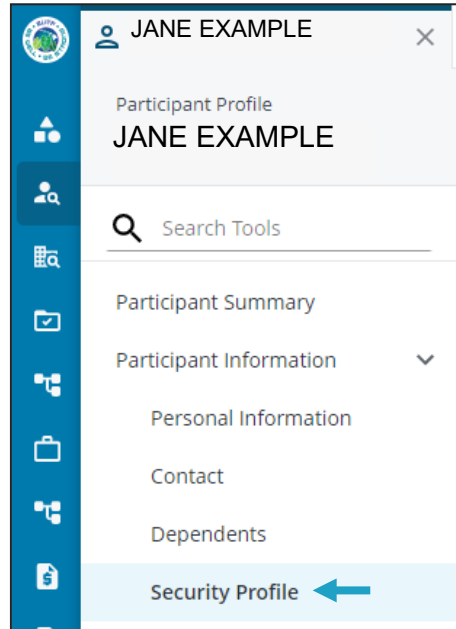 JANE EXAMPLE
Participant Profile
JANE EXAMPLE
Search Tools
Participant Summary
Participant Information
Personal Information
Contact
Dependents
Security Profile